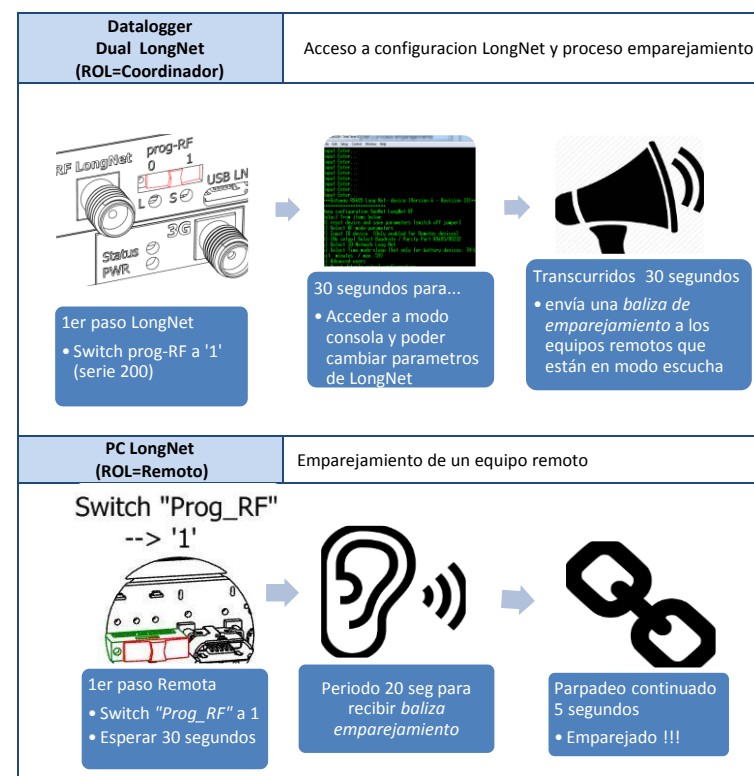 Datalogger
Dual LongNet
(ROL=Coordinador)
Acceso a configuracion LongNet y proceso emparejamiento
RF LongNet
prog-RF
0 1
USB LN
L S
3G
Status
PWR
1er paso LongNet
• Switch prog-RF a '1'
(serie 200)
30 segundos para...
• Acceder a modo
consola y poder
cambiar parametros
de LongNet
Transcurridos 30 segundos
• envía una baliza de
emparejamiento a los
equipos remotos que
están en modo escucha
PC LongNet
(ROL=Remoto)
Emparejamiento de un equipo remoto
Switch "Prog_RF"
--> '1'
1er paso Remota
• Switch "Prog_RF" a 1
• Esperar 30 segundos
Periodo 20 seg para
recibir baliza
emparejamiento
Parpadeo continuado
5 segundos
• Emparejado !!!